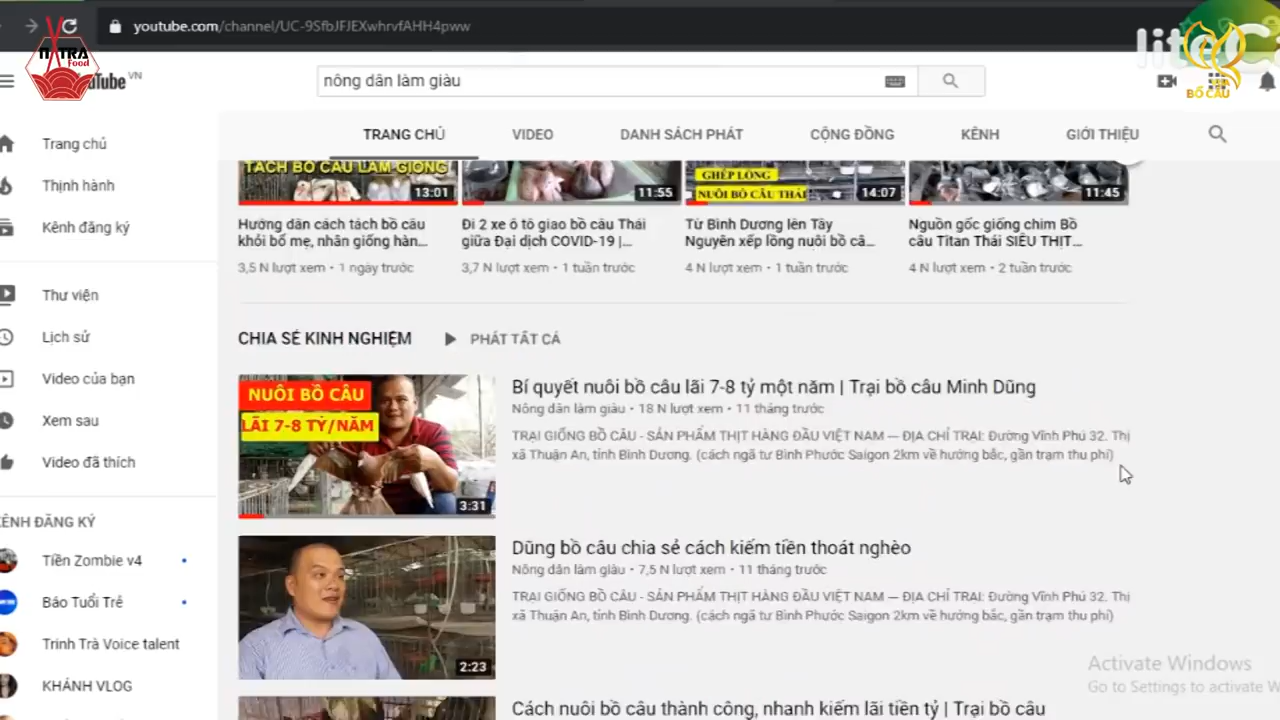 youtube.com/channel/UC-9SfbJFJEXwhrvfAHH4pww
TATRA
Food
VN
nông dân làm giàu
BỒ CÂU
TRANG CHỦ VIDEO DANH SÁCH PHÁT CỘNG ĐỒNG KÊNH GIỚI THIỆU
Trang chủ
Thịnh hành
Kênh đăng ký
Thư viện
Lịch sử
Video của bạn
Xem sau
Video đã thích
KÊNH ĐĂNG KÝ
Tiền Zombie v4
Báo Tuổi Trẻ
Trinh Trà Voice talent
KHÁNH VLOG
TÁCH BỒ CÂU LÀM GIỐNG
13:01
11:55
GHÉP LỒNG
NUÔI BỒ CÂU THÁI
14:07
11:45
Hướng dẫn cách tách bồ câu
khỏi bố mẹ, nhân giống hàn...
3,5 N lượt xem • 1 ngày trước
Đi 2 xe ô tô giao bồ câu Thái
giữa Đại dịch COVID-19 |...
3,7 N lượt xem • 1 tuần trước
Từ Bình Dương lên Tây
Nguyên xếp lồng nuôi bồ câ...
4 N lượt xem • 1 tuần trước
Nguồn gốc giống chim Bồ
câu Titan Thái SIÊU THỊT...
4 N lượt xem • 2 tuần trước
CHIA SẺ KINH NGHIỆM PHÁT TẤT CẢ
NUÔI BỒ CÂU
LÃI 7-8 TỶ/NĂM
3:31
Bí quyết nuôi bồ câu lãi 7-8 tỷ một năm | Trại bồ câu Minh Dũng
Nông dân làm giàu • 18 N lượt xem • 11 tháng trước
TRẠI GIỐNG BỒ CÂU - SẢN PHẨM THỊT HÀNG ĐẦU VIỆT NAM — ĐỊA CHỈ TRẠI: Đường Vĩnh Phú 32. Thị
xã Thuận An, tỉnh Bình Dương. (cách ngã tư Bình Phước Saigon 2km về hướng bắc, gần trạm thu phí)
2:23
Dũng bồ câu chia sẻ cách kiếm tiền thoát nghèo
Nông dân làm giàu • 7,5 N lượt xem • 11 tháng trước
TRẠI GIỐNG BỒ CÂU - SẢN PHẨM THỊT HÀNG ĐẦU VIỆT NAM — ĐỊA CHỈ TRẠI: Đường Vĩnh Phú 32. Thị
xã Thuận An, tỉnh Bình Dương. (cách ngã tư Bình Phước Saigon 2km về hướng bắc, gần trạm thu phí)
Cách nuôi bồ câu thành công, nhanh kiếm lãi tiền tỷ | Trại bồ câu
Activate Windows
Go to Settings to activate W